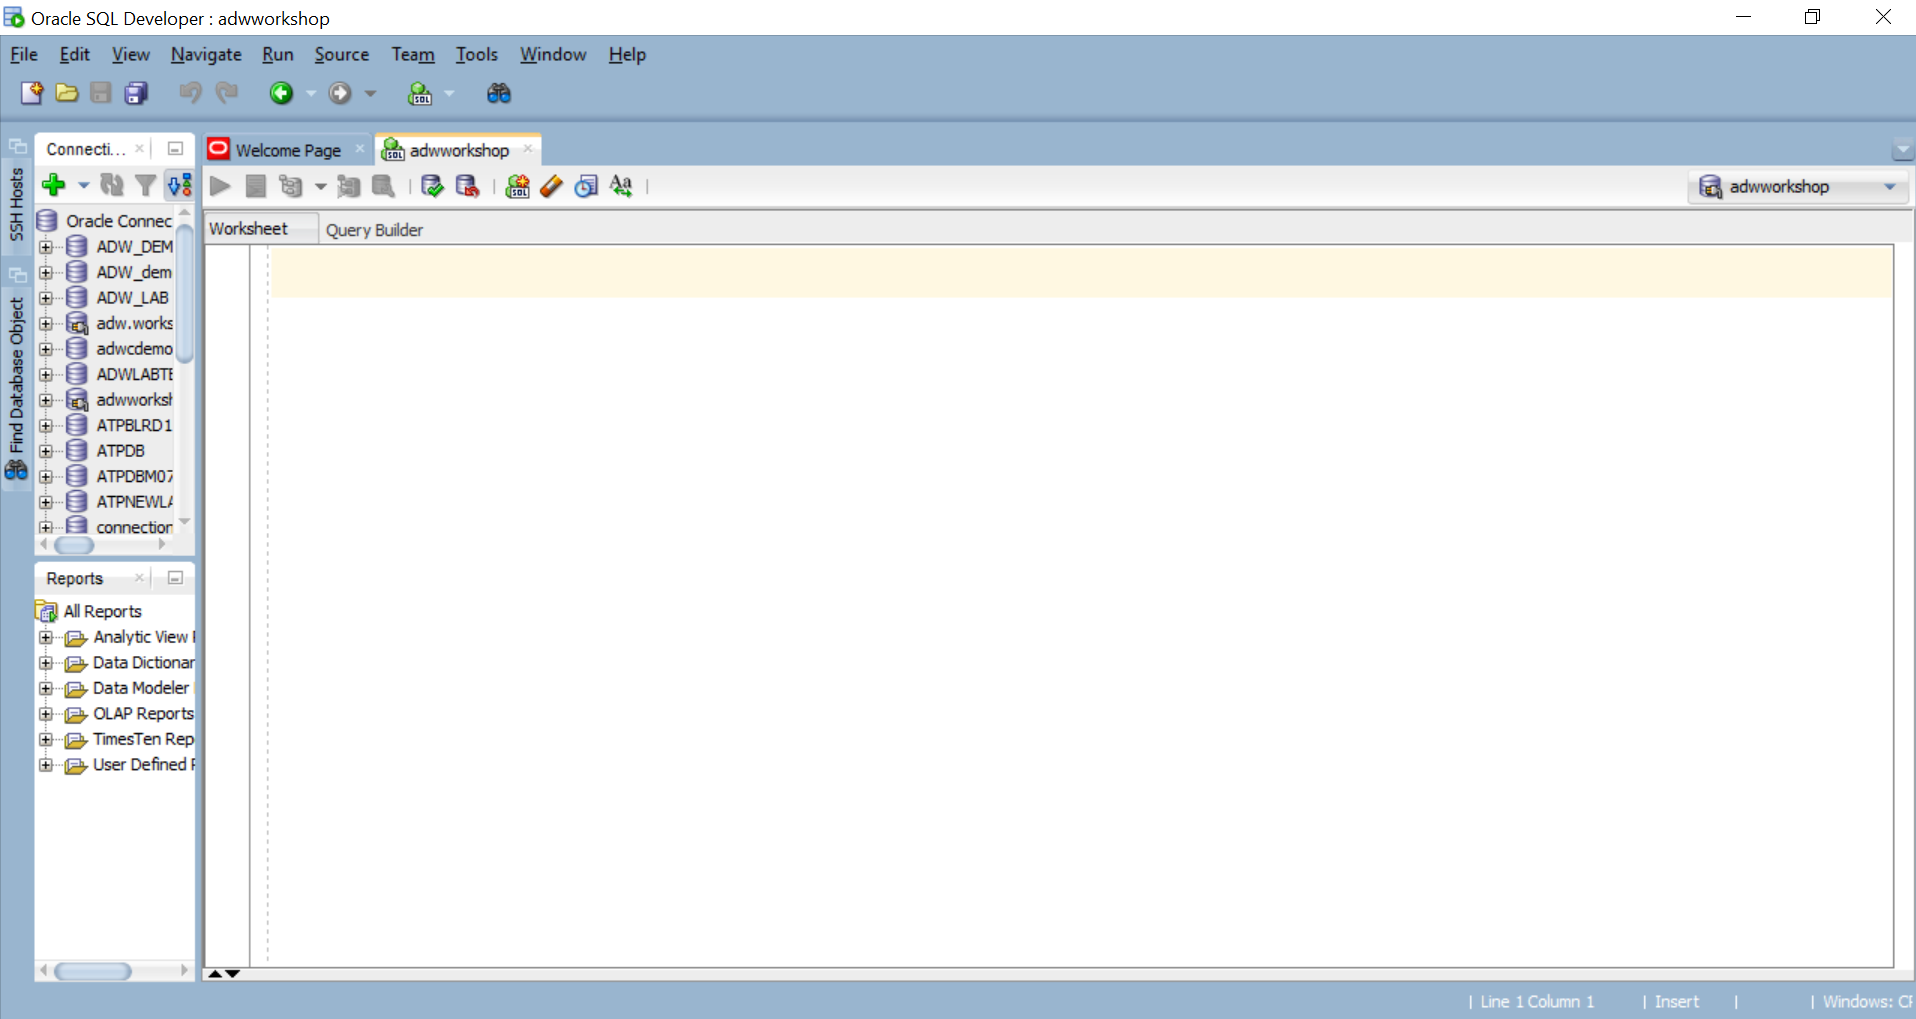 Oracle SQL Developer : adwworkshop
File Edit View Navigate Run Source Team Tools Window Help
SSH Hosts
Find Database Object
Connecti...
Oracle Connec
ADW_DEM
ADW_dem
ADW_LAB
adw.works
adwcdemo
ADWLABTE
adwworksh
ATPBLRD1
ATPDB
ATPDBM07
ATPNEWLA
connection
Reports
All Reports
Analytic View
Data Dictionar
Data Modeler
OLAP Reports
TimesTen Rep
User Defined
Welcome Page
adwworkshop
SQL
adwworkshop
Worksheet
Query Builder
Line 1 Column 1
Insert
Windows: C